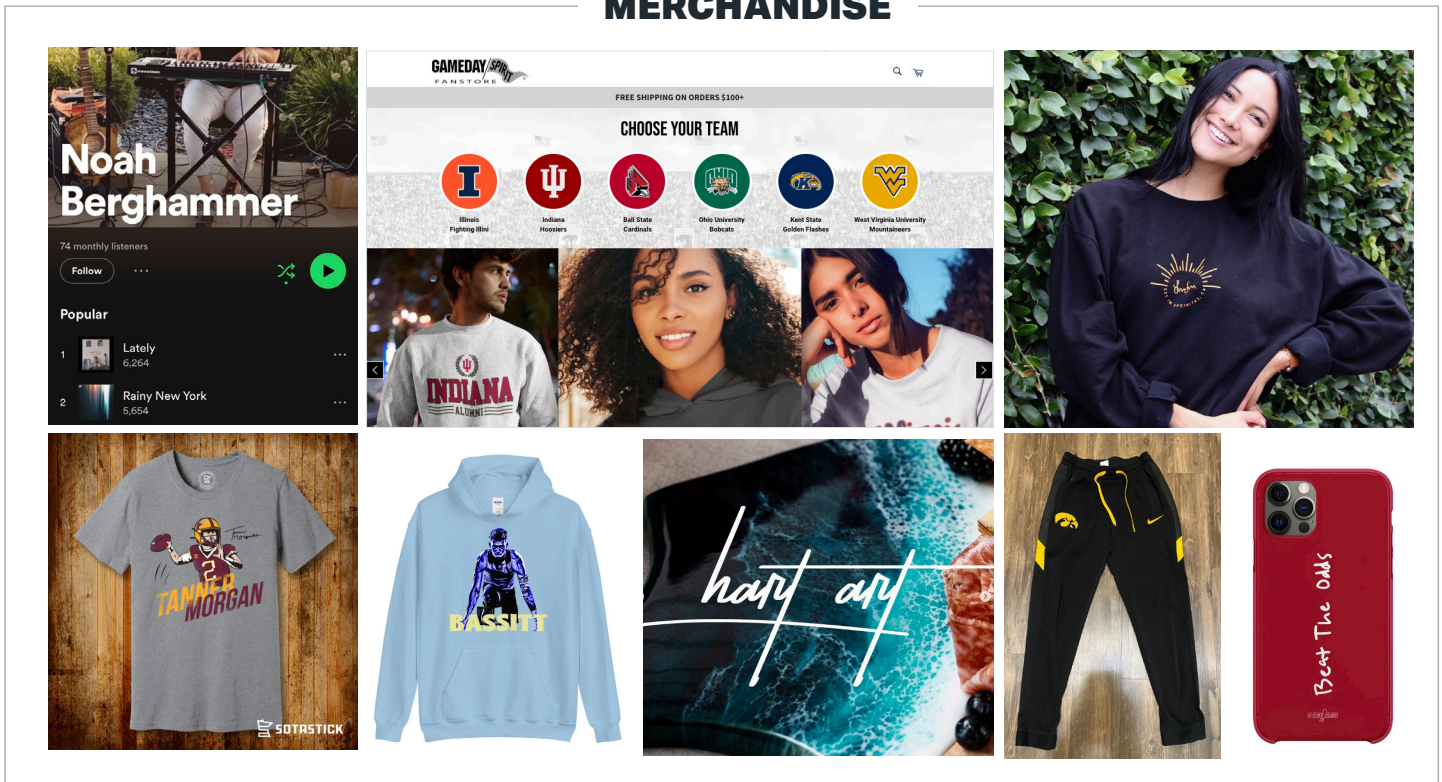 MERCHANDISE
Noah
Berghammer
74 monthly listeners
Follow
Popular
1
Lately
6,264
2
Rainy New York
5,654
GAMEDAY SPIRIT
FANSTORE
FREE SHIPPING ON ORDERS $100+
CHOOSE YOUR TEAM
Illinois
Fighting Illini
Indiana
Hoosiers
Ball State
Cardinals
Ohio University
Bobcats
Kent State
Golden Flashes
West Virginia University
Mountaineers
INDIANA
ALUMNI
TANNER
MORGAN
2
SOTASTICK
BASSITT
hart art
Beat The Odds